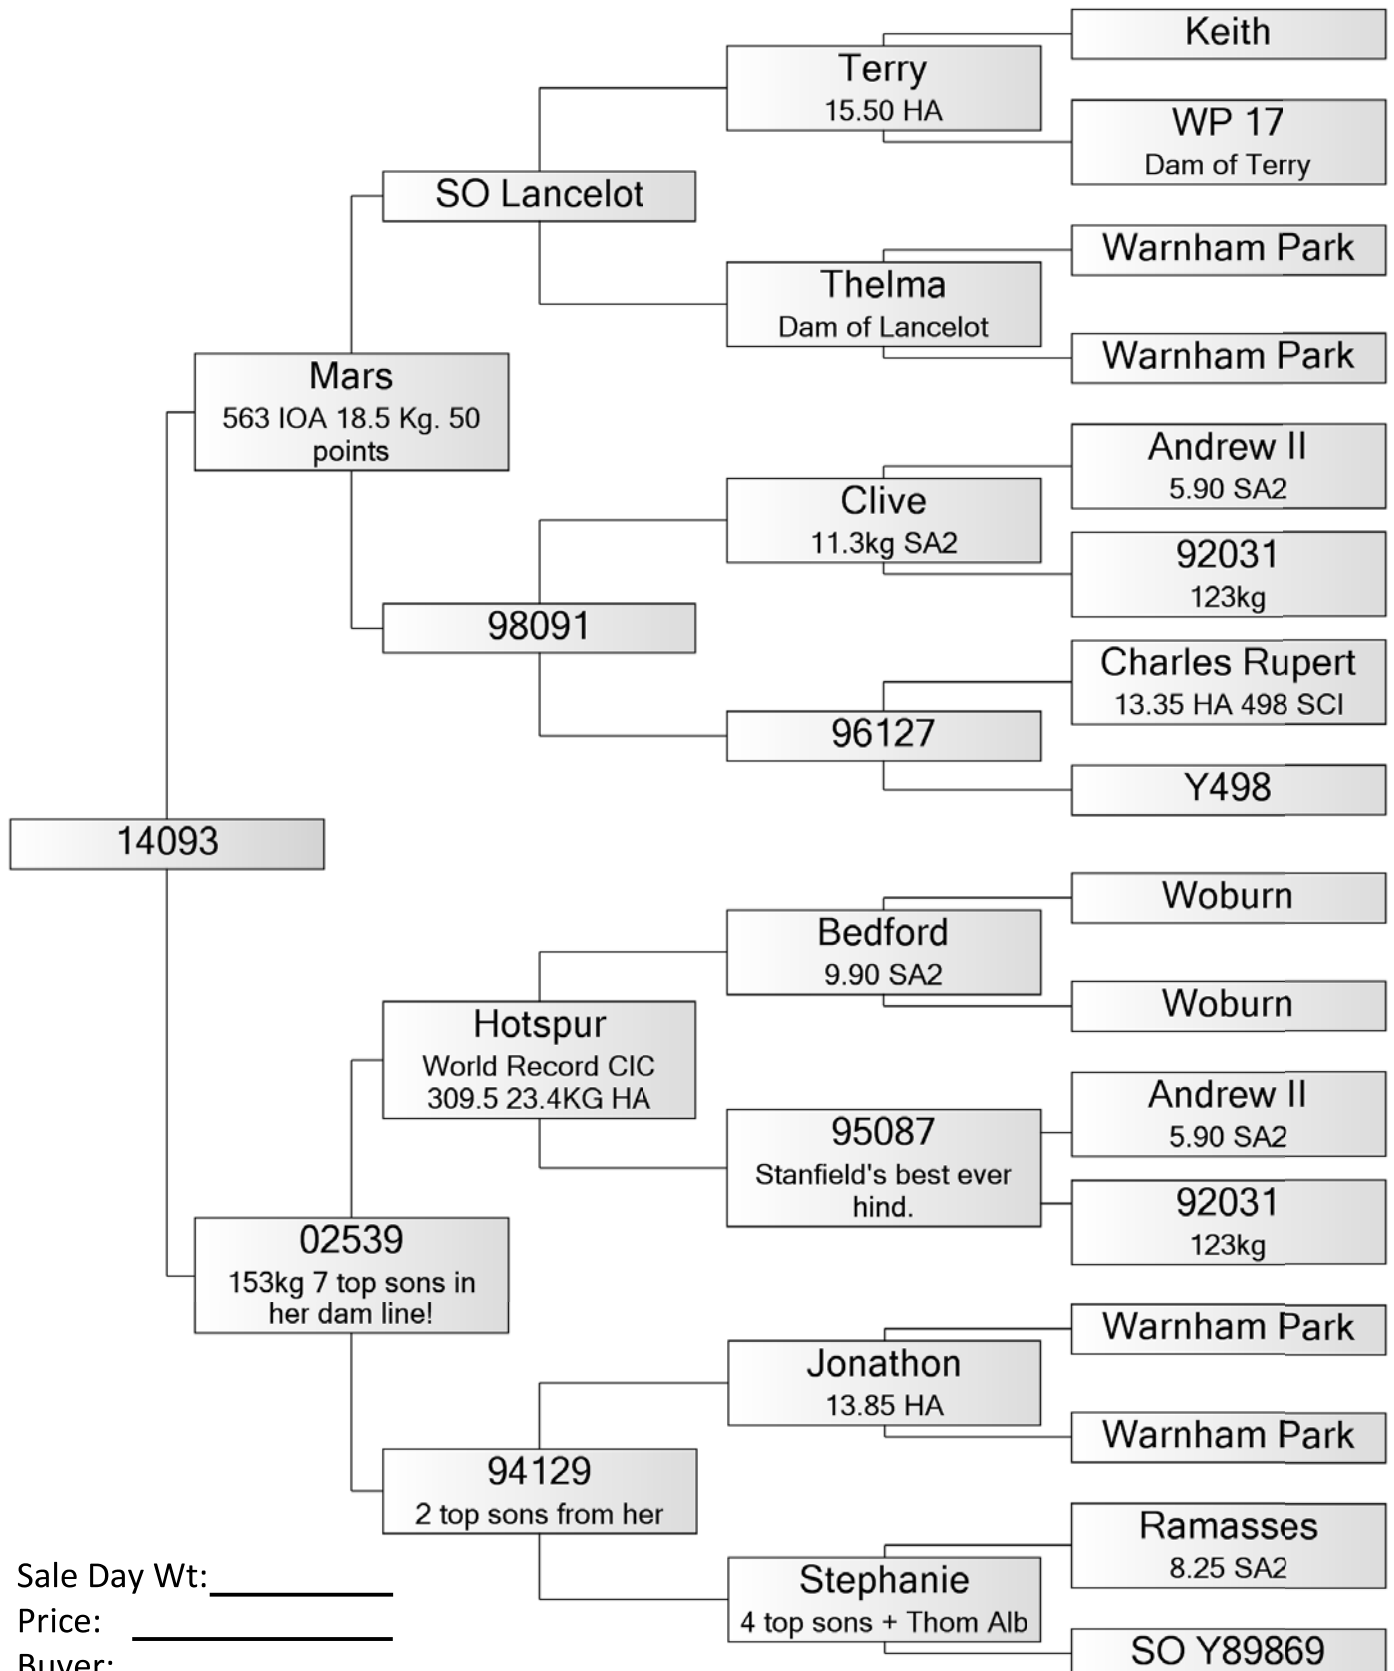 Keith
Terry
15.50 HA
WP 17
Dam of Terry
SO Lancelot
Warnham Park
Thelma
Dam of Lancelot
Warnham Park
Mars
563 IOA 18.5 Kg. 50
points
Andrew II
5.90 SA2
Clive
11.3kg SA2
92031
123kg
98091
Charles Rupert
13.35 HA 498 SCI
96127
Y498
14093
Woburn
Bedford
9.90 SA2
Woburn
Hotspur
World Record CIC
309.5 23.4KG HA
Andrew II
5.90 SA2
95087
Stanfield's best ever
hind.
92031
123kg
02539
153kg 7 top sons in
her dam line!
Warnham Park
Jonathon
13.85 HA
Warnham Park
94129
2 top sons from her
Ramasses
8.25 SA2
Stephanie
4 top sons + Thom Alb
SO Y89869
Sale Day Wt:
Price:
Buyer: